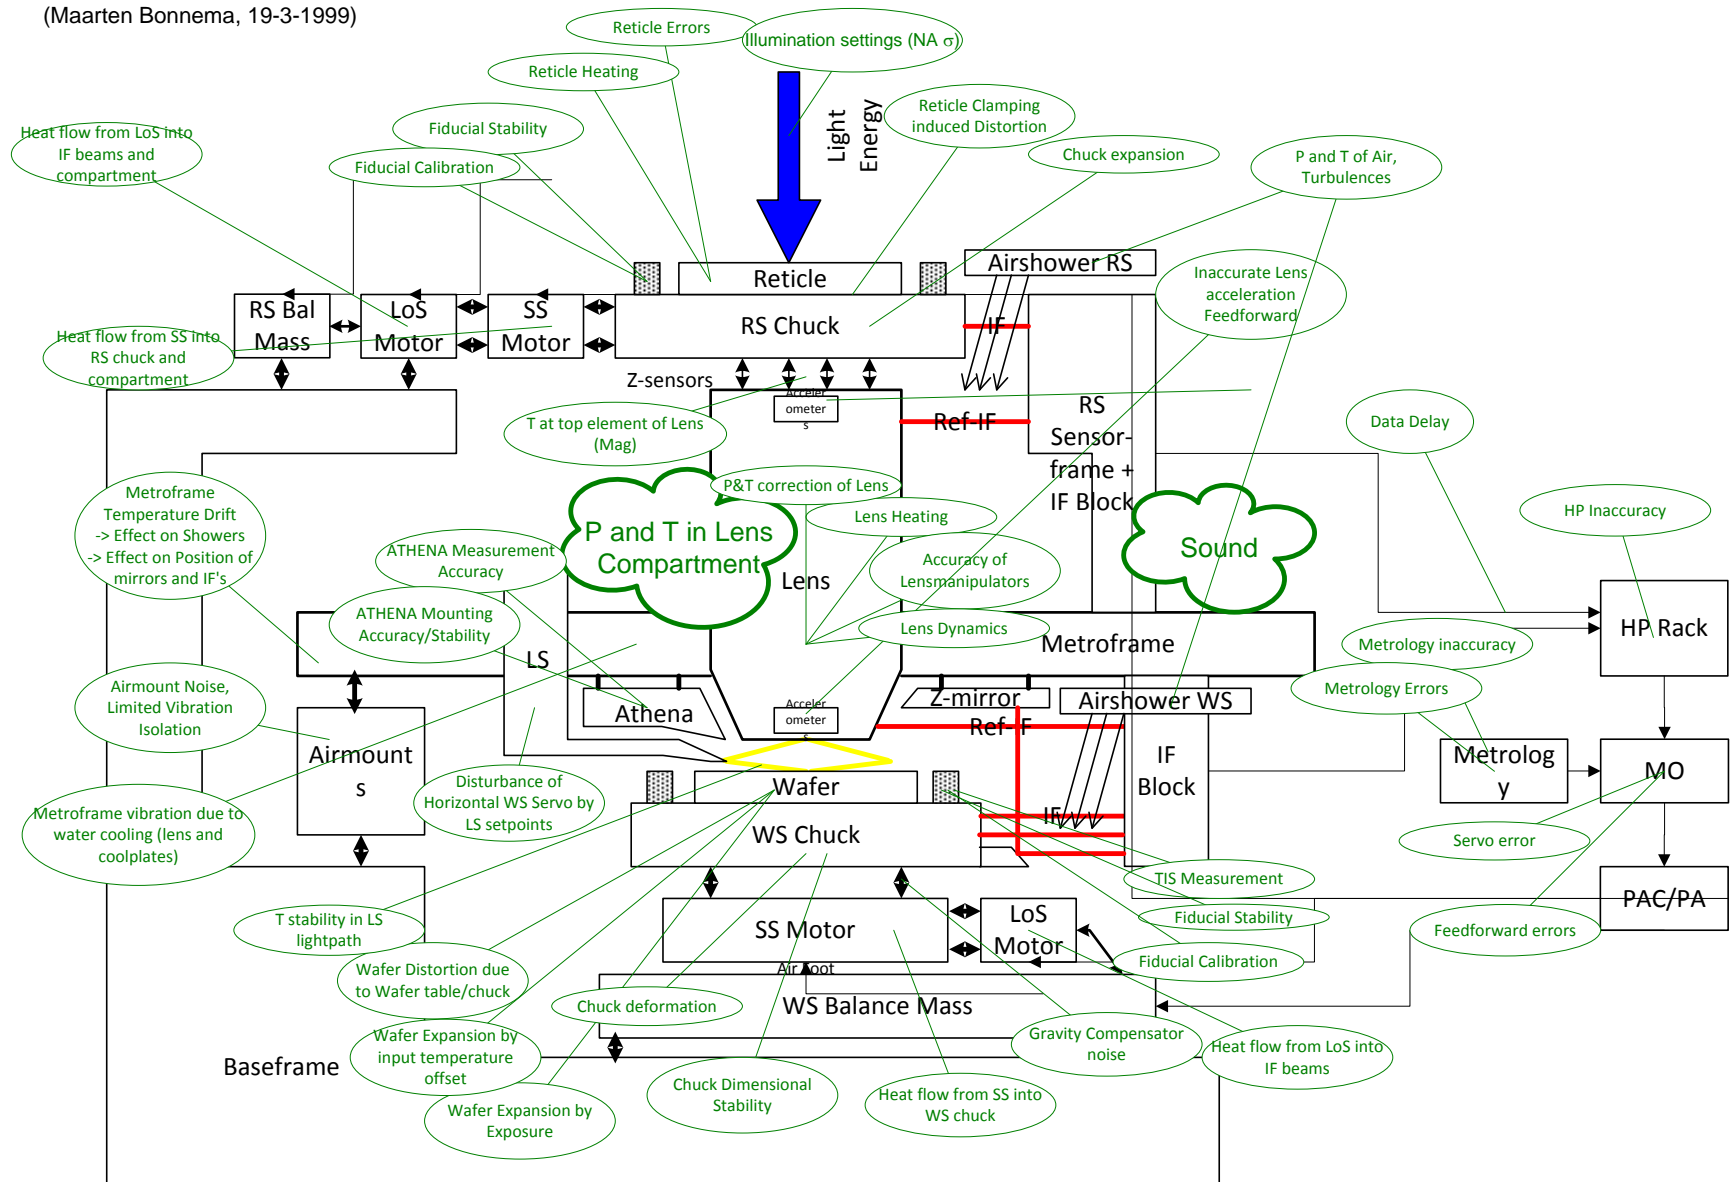 (Maarten Bonnema, 19-3-1999)
Reticle Errors
Illumination settings (NA σ)
Reticle Heating
Light
Energy
Reticle Clamping
induced Distortion
Heat flow from LoS into
IF beams and
compartment
Fiducial Stability
Fiducial Calibration
Chuck expansion
P and T of Air,
Turbulences
Airshower RS
Reticle
Inaccurate Lens
acceleration
Feedforward
RS Bal
Mass
LoS
Motor
SS
Motor
RS Chuck
IF
Heat flow from SS into
RS chuck and
compartment
Z-sensors
Acceler
ometer
s
T at top element of Lens
(Mag)
Ref-IF
RS
Sensor-
frame +
IF Block
Data Delay
Metroframe
Temperature Drift
-> Effect on Showers
-> Effect on Position of
mirrors and IF's
P&T correction of Lens
Lens Heating
HP Inaccuracy
P and T in Lens
Compartment
Sound
ATHENA Measurement
Accuracy
Accuracy of
Lensmanipulators
Lens
ATHENA Mounting
Accuracy/Stability
Lens Dynamics
HP Rack
LS
Metroframe
Metrology inaccuracy
Metrology Errors
Airmount Noise,
Limited Vibration
Isolation
Athena
Acceler
ometer
s
Z-mirror
Airshower WS
Ref-IF
Airmount
s
IF
Block
Metrolog
y
MO
Disturbance of
Horizontal WS Servo by
LS setpoints
Wafer
Metroframe vibration due to
water cooling (lens and
coolplates)
WS Chuck
IF
Servo error
TIS Measurement
PAC/PA
T stability in LS
lightpath
SS Motor
LoS
Motor
Fiducial Stability
Feedforward errors
Fiducial Calibration
Air Foot
Wafer Distortion due
to Wafer table/chuck
Chuck deformation
WS Balance Mass
Wafer Expansion by
input temperature
offset
Gravity Compensator
noise
Heat flow from LoS into
IF beams
Baseframe
Chuck Dimensional
Stability
Heat flow from SS into
WS chuck
Wafer Expansion by
Exposure